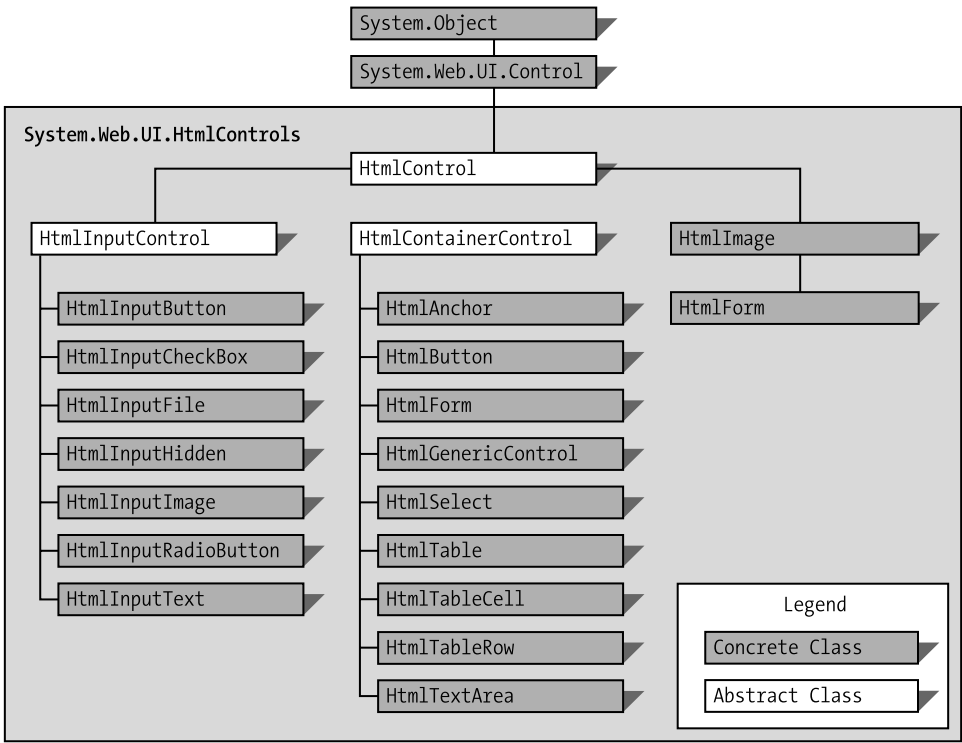 System.Object
System.Web.UI.Control
System.Web.UI.HtmlControls
HtmlControl
HtmlInputControl
HtmlInputButton
HtmlInputCheckBox
HtmlInputFile
HtmlInputHidden
HtmlInputImage
HtmlInputRadioButton
HtmlInputText
HtmlContainerControl
HtmlAnchor
HtmlButton
HtmlForm
HtmlGenericControl
HtmlSelect
HtmlTable
HtmlTableCell
HtmlTableRow
HtmlTextArea
HtmlImage
HtmlForm
Legend
Concrete Class
Abstract Class